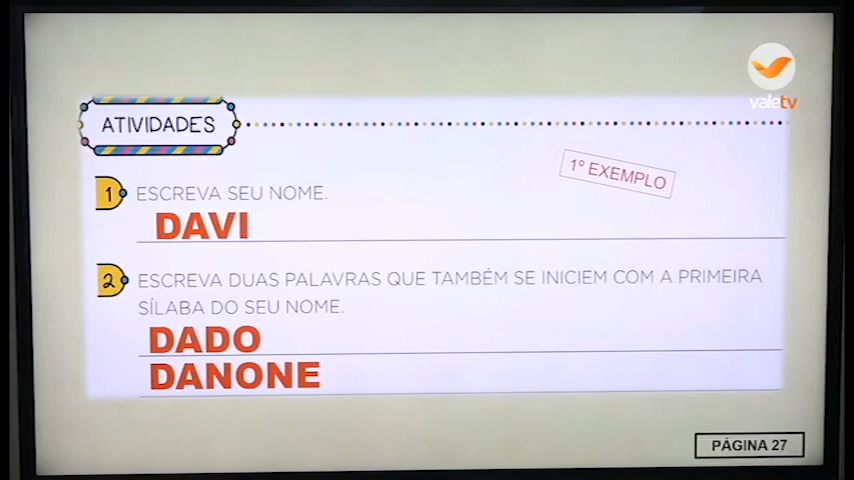 valetv
ATIVIDADES
1º EXEMPLO
1 ESCREVA SEU NOME.
DAVI
2 ESCREVA DUAS PALAVRAS QUE TAMBÉM SE INICIEM COM A PRIMEIRA
SÍLABA DO SEU NOME.
DADO
DANONE
PÁGINA 27